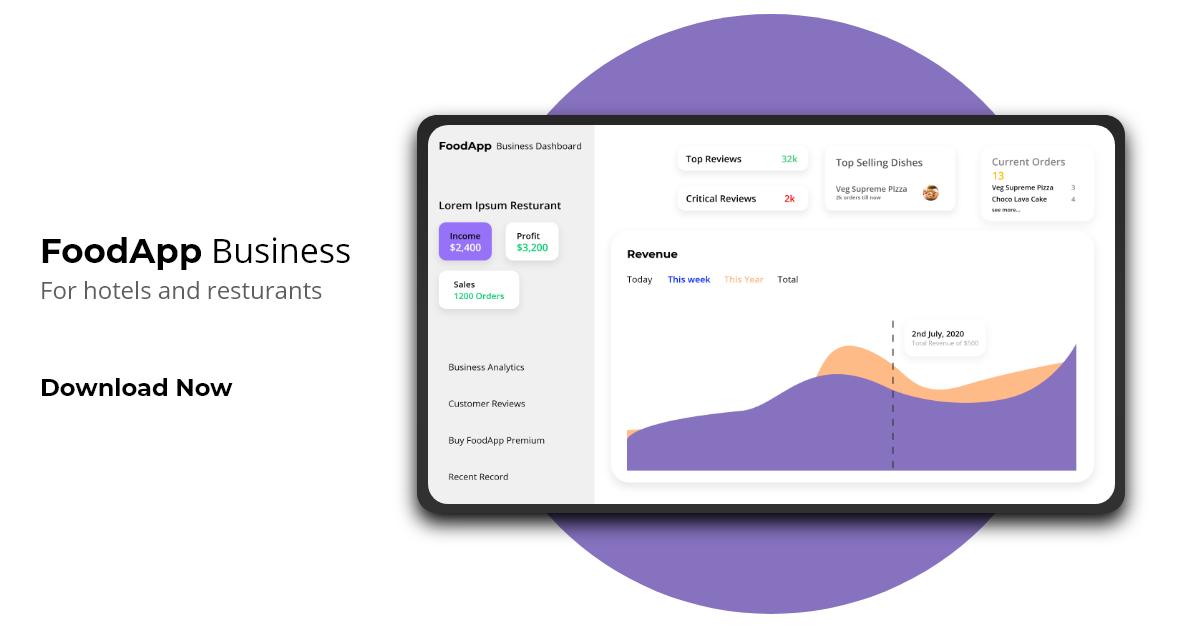 FoodApp Business
For hotels and resturants
Download Now
FoodApp Business Dashboard
Lorem Ipsum Resturant
Income
$2,400
Profit
$3,200
Sales
1200 Orders
Business Analytics
Customer Reviews
Buy FoodApp Premium
Recent Record
Top Reviews 32k
Critical Reviews 2k
Top Selling Dishes
Veg Supreme Pizza
2k orders till now
Current Orders
13
Veg Supreme Pizza 3
Choco Lava Cake 4
see more...
Revenue
Today This week This Year Total
2nd July, 2020
Total Revenue of $500